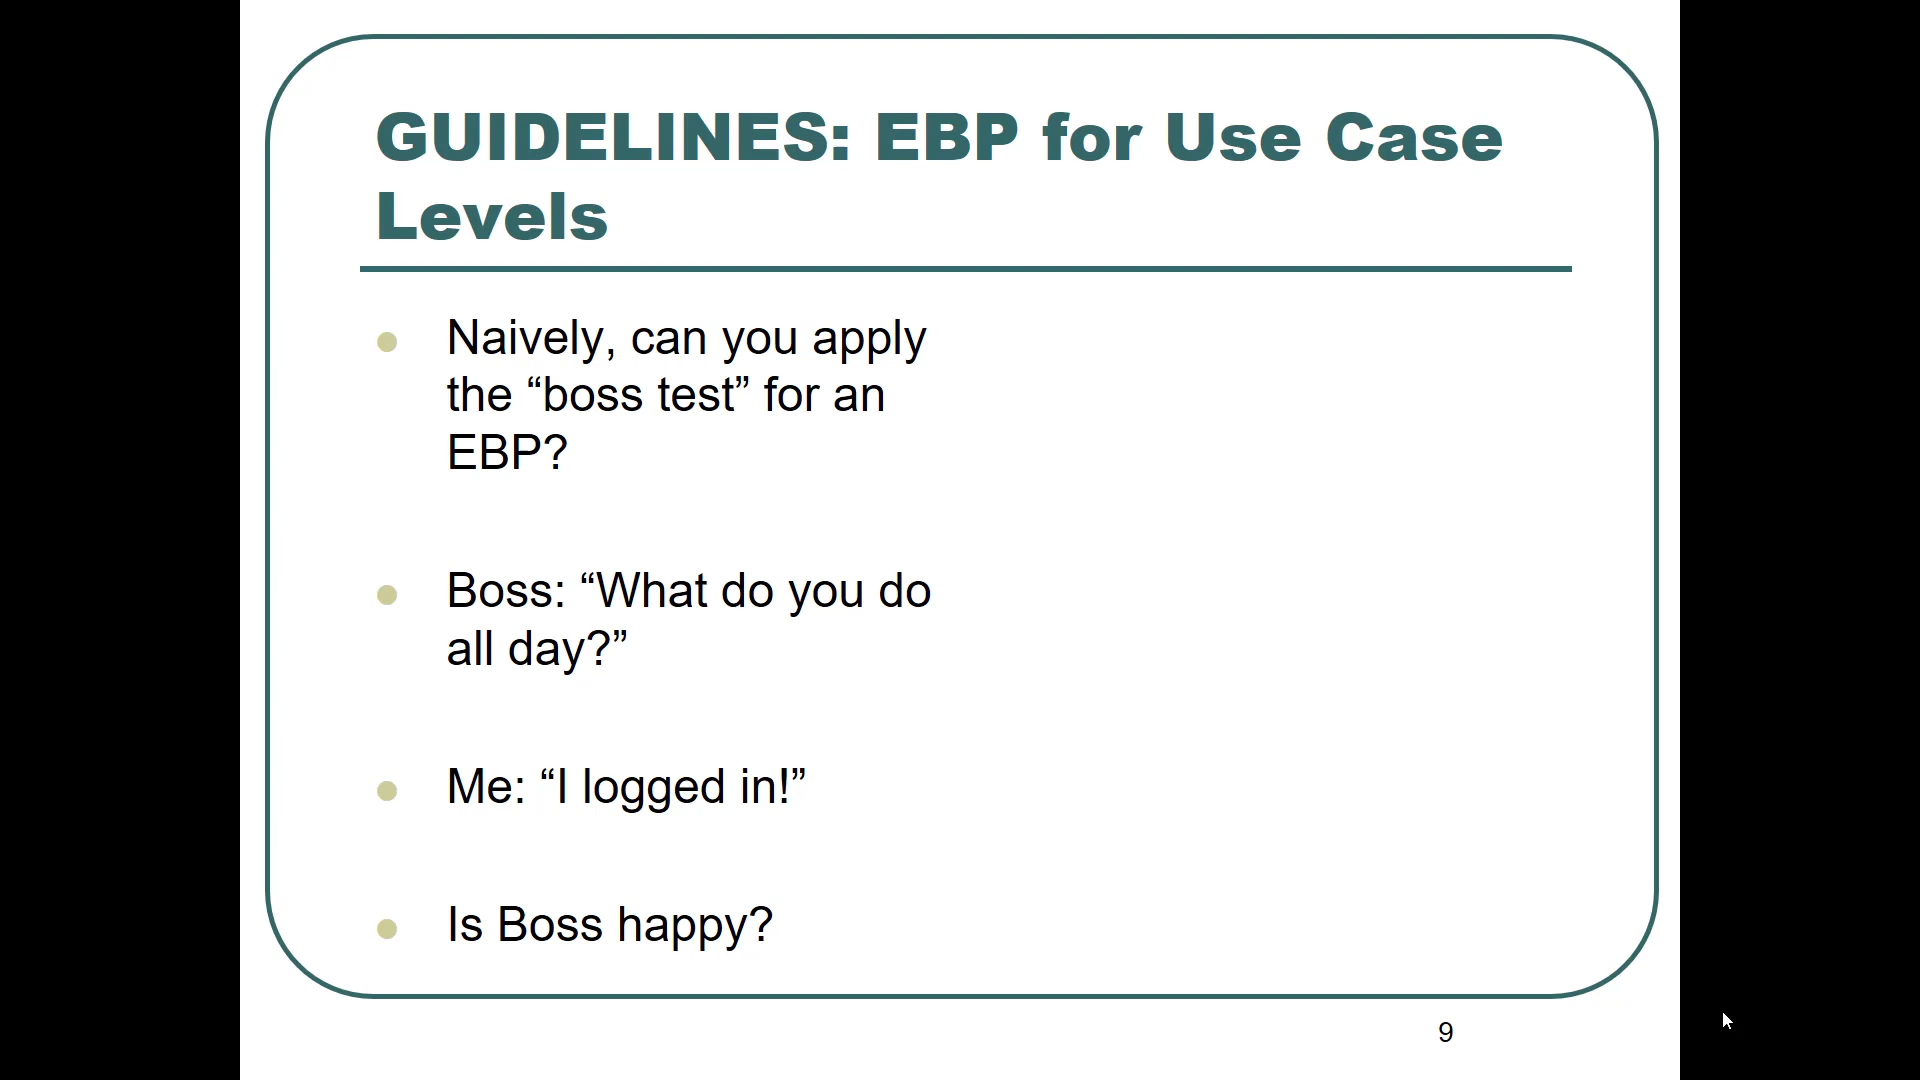 GUIDELINES: EBP for Use Case
Levels
Naively, can you apply
the “boss test” for an
EBP?
Boss: “What do you do
all day?”
Me: “I logged in!”
Is Boss happy?
9